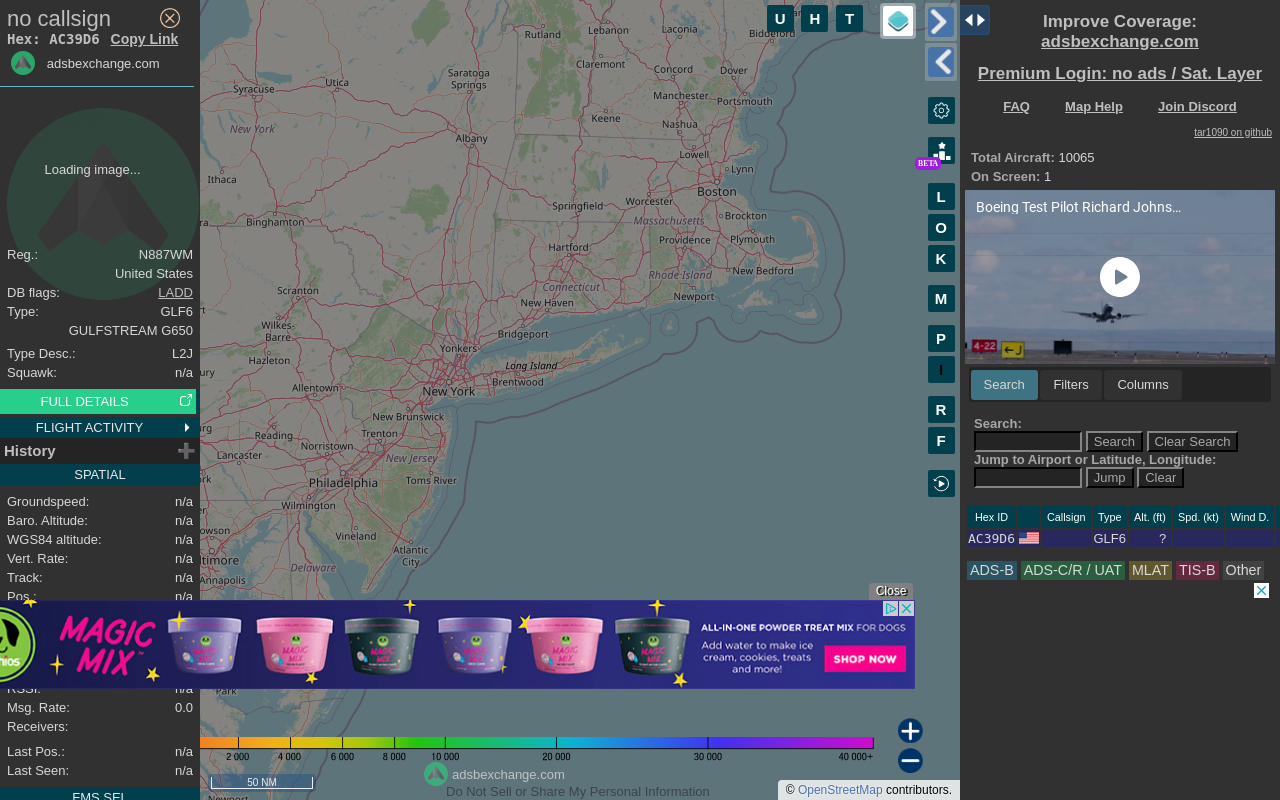 no callsign
Hex: AC39D6 Copy Link
adsbexchange.com
Loading image...
Reg.: N887WM
United States
DB flags: LADD
Type: GLF6
GULFSTREAM G650
Type Desc.: L2J
Squawk: n/a
FULL DETAILS
FLIGHT ACTIVITY
History
SPATIAL
Groundspeed: n/a
Baro. Altitude: n/a
WGS84 altitude: n/a
Vert. Rate: n/a
Track: n/a
Pos.: n/a
RSSI: n/a
Msg. Rate: 0.0
Receivers:
Last Pos.: n/a
Last Seen: n/a
FMS SEL
U H T
Biddeford
Rutland
Lebanon
Laconia
Claremont
Concord
Dover
Saratoga
Springs
Utica
Syracuse
Manchester
Portsmouth
Keene
Nashua
New York
Albany
Lowell
Lynn
Ithaca
Boston
Worcester
Springfield
Massachusetts
Brockton
Binghamton
Hartford
Providence
Plymouth
New Bedford
Rhode Island
Connecticut
Newport
Scranton
New Haven
Wilkes-
Barre
Bridgeport
Yonkers
Hazleton
Long Island
Brentwood
Allentown
New York
New Brunswick
Reading
Trenton
Norristown
Lancaster
New Jersey
Philadelphia
Toms River
Wilmington
Vineland
Atlantic
City
Annapolis
Delaware
L
O
K
M
P
I
R
F
BETA
Close
MAGIC
MIX
ALL-IN-ONE POWDER TREAT MIX FOR DOGS
Add water to make ice
cream, cookies, treats
and more!
SHOP NOW
Park
2 000 4 000 6 000 8 000 10 000 20 000 30 000 40 000+
50 NM
adsbexchange.com
Do Not Sell or Share My Personal Information
© OpenStreetMap contributors.
Improve Coverage:
adsbexchange.com
Premium Login: no ads / Sat. Layer
FAQ Map Help Join Discord
tar1090 on github
Total Aircraft: 10065
On Screen: 1
Boeing Test Pilot Richard Johns…
4-22
J
Search Filters Columns
Search:
Search Clear Search
Jump to Airport or Latitude, Longitude:
Jump Clear
Hex ID Callsign Type Alt. (ft) Spd. (kt) Wind D.
AC39D6 GLF6 ?
ADS-B ADS-C/R / UAT MLAT TIS-B Other